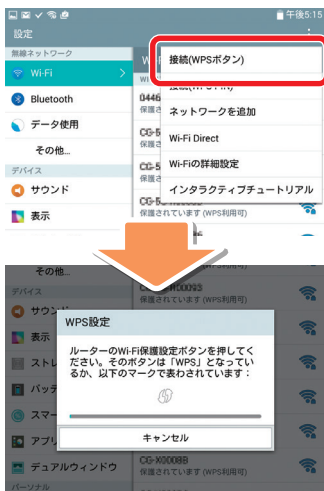 午後5:15
設定
無線ネットワーク
Wi-Fi
接続(WPSボタン)
Bluetooth
ネットワークを追加
データ使用
Wi-Fi Direct
その他...
Wi-Fiの詳細設定
デバイス
サウンド
インタラクティブチュートリアル
表示
保護されています (WPS利用可)
その他...
デバイス
サウン
表示
WPS設定
ルーターのWi-Fi保護設定ボタンを押してく
ださい。そのボタンは「WPS」となってい
るか、以下のマークで表わされています：
キャンセル
デュアルウィンドウ
CG-X0008B
保護されています (WPS利用可)
パーソナル